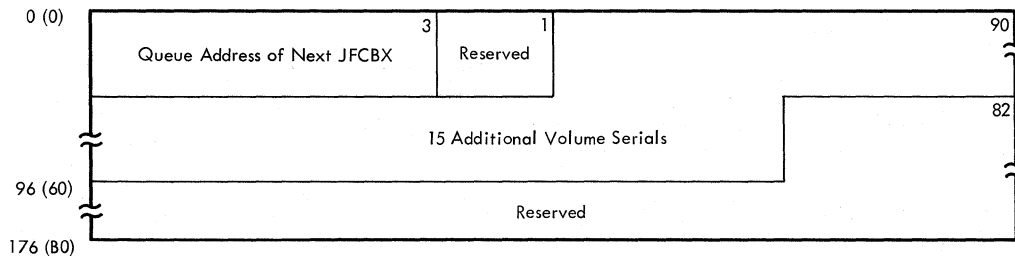 0 (0)
3
1
90
Queue Address of Next JFCBX
Reserved
82
15 Additional Volume Serials
96 (60)
Reserved
176 (B0)